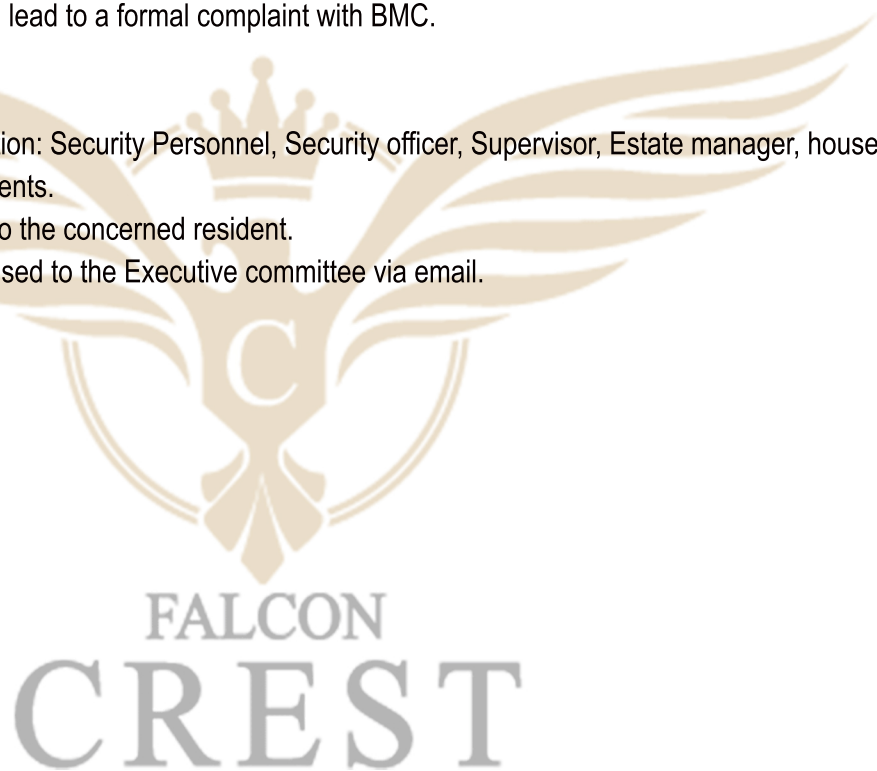 lead to a formal complaint with BMC.
ion: Security Personnel, Security officer, Supervisor, Estate manager, house
ents.
o the concerned resident.
sed to the Executive committee via email.
C
FALCON
CREST